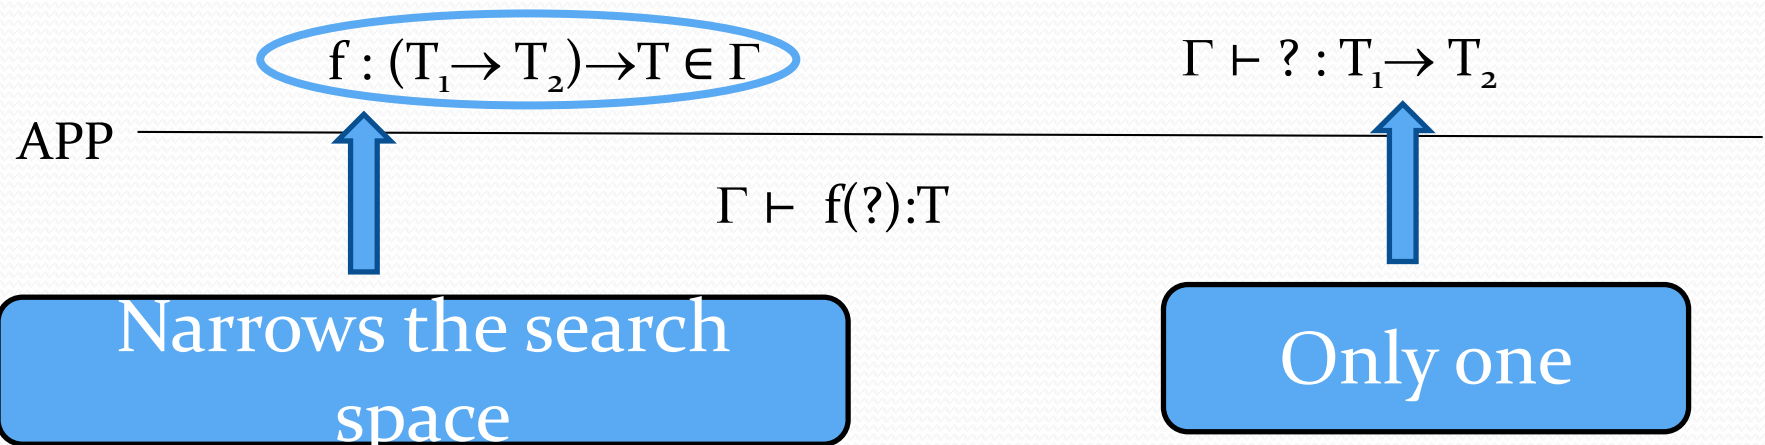 f : (T₁→ T₂)→T ∈ Γ
Γ ⊢ ? : T₁→ T₂
APP
Γ ⊢ f(?):T
Narrows the search
space
Only one